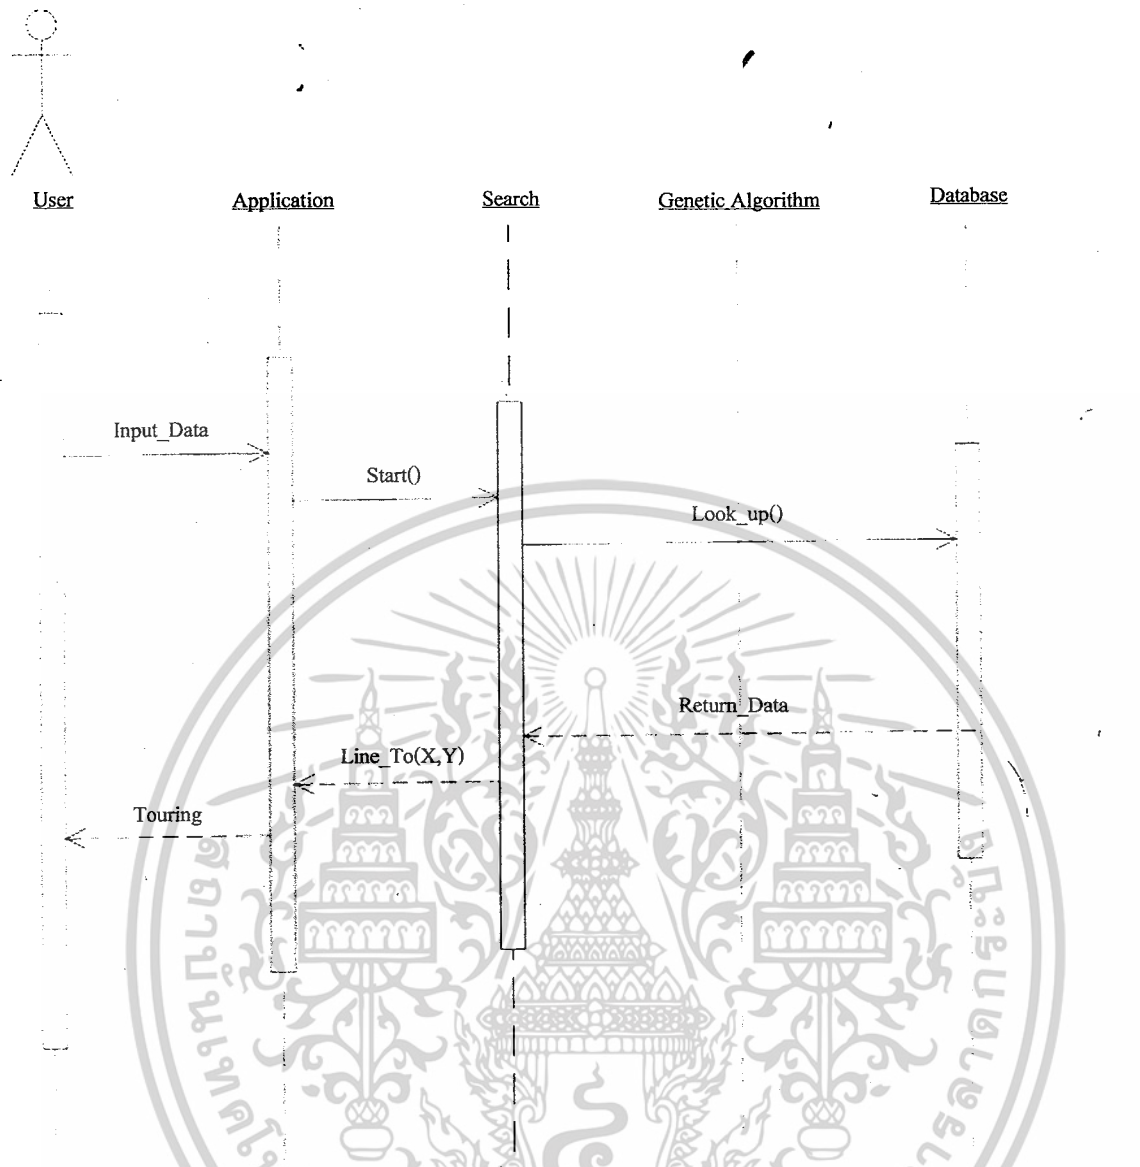 User
Application
Search
Genetic Algorithm
Database
Input_Data
Start()
Look_up()
Return_Data
Line_To(X,Y)
Touring